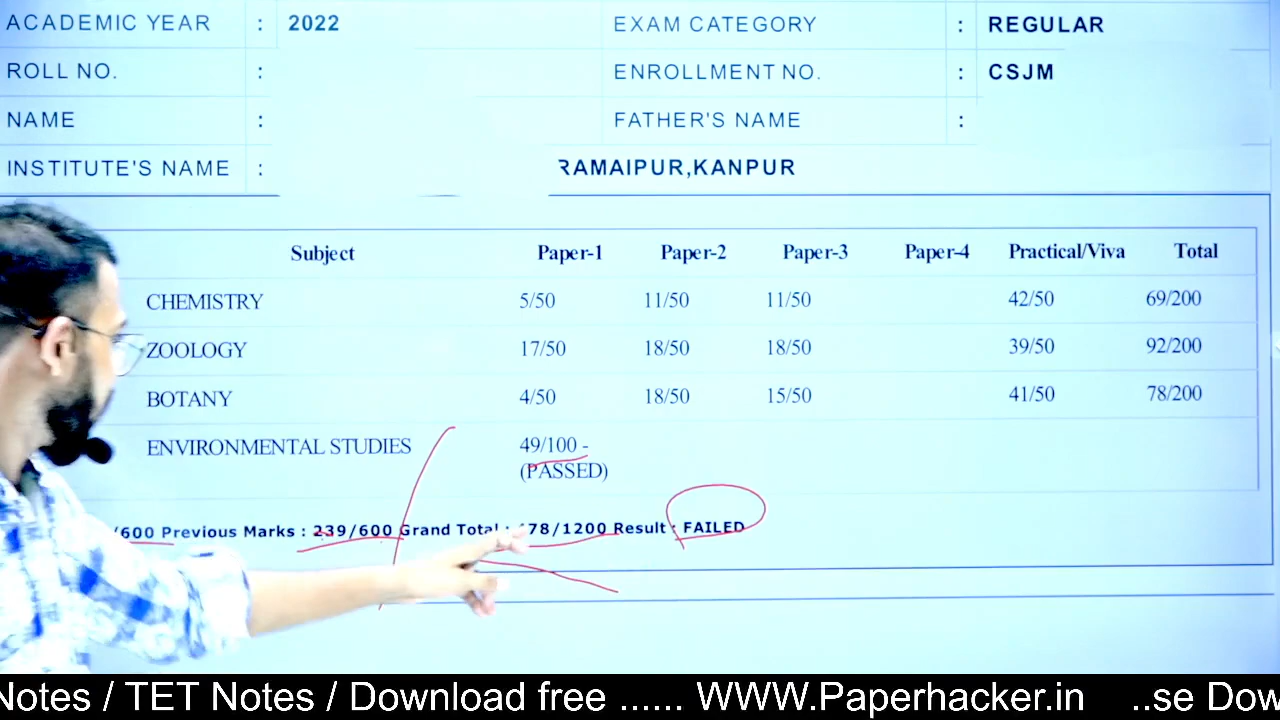 ACADEMIC YEAR : 2022 EXAM CATEGORY : REGULAR
ROLL NO. : ENROLLMENT NO. : CSJM
NAME : FATHER'S NAME :
INSTITUTE'S NAME : RAMAIPUR,KANPUR
Subject Paper-1 Paper-2 Paper-3 Paper-4 Practical/Viva Total
CHEMISTRY 5/50 11/50 11/50 42/50 69/200
ZOOLOGY 17/50 18/50 18/50 39/50 92/200
BOTANY 4/50 18/50 15/50 41/50 78/200
ENVIRONMENTAL STUDIES 49/100 -
(PASSED)
/600 Previous Marks : 239/600 Grand Total : 478/1200 Result : FAILED
Notes / TET Notes / Download free ...... WWW.Paperhacker.in ..se Dow